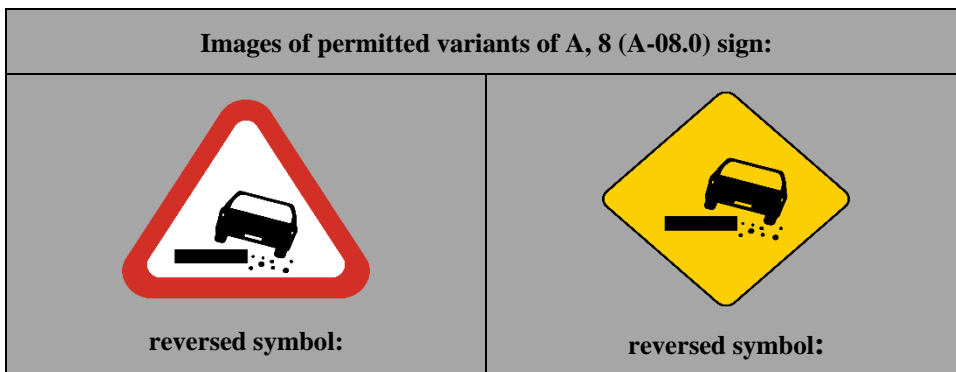 Images of permitted variants of A, 8 (A-08.0) sign:
reversed symbol:
reversed symbol: